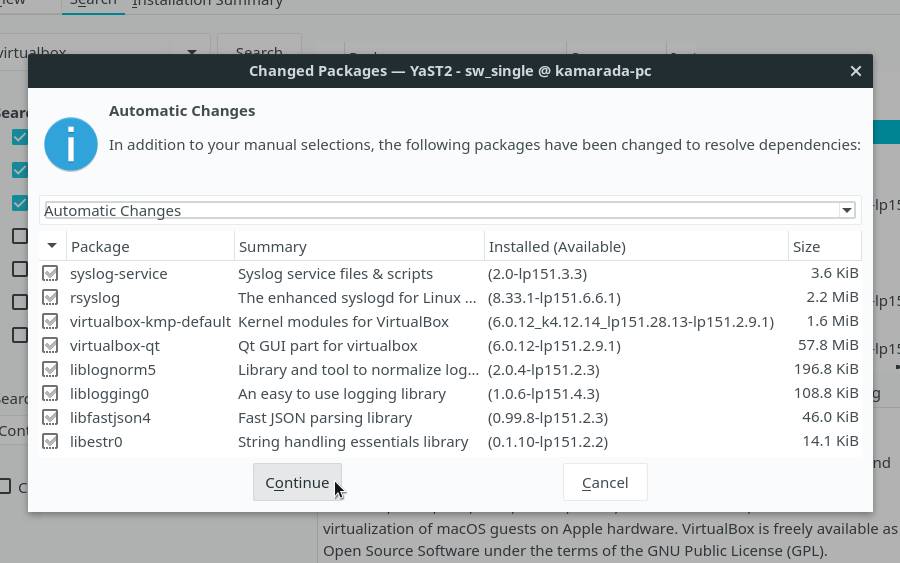 Search
Installation Summary
virtualbox
Search
Changed Packages — YaST2 - sw_single @ kamarada-pc
Automatic Changes
In addition to your manual selections, the following packages have been changed to resolve dependencies:
Automatic Changes
Package Summary Installed (Available) Size
syslog-service Syslog service files & scripts (2.0-lp151.3.3) 3.6 KiB
rsyslog The enhanced syslogd for Linux ... (8.33.1-lp151.6.6.1) 2.2 MiB
virtualbox-kmp-default Kernel modules for VirtualBox (6.0.12_k4.12.14_lp151.28.13-lp151.2.9.1) 1.6 MiB
virtualbox-qt Qt GUI part for virtualbox (6.0.12-lp151.2.9.1) 57.8 MiB
liblognorm5 Library and tool to normalize log... (2.0.4-lp151.2.3) 196.8 KiB
liblogging0 An easy to use logging library (1.0.6-lp151.4.3) 108.8 KiB
libfastjson4 Fast JSON parsing library (0.99.8-lp151.2.3) 46.0 KiB
libestr0 String handling essentials library (0.1.10-lp151.2.2) 14.1 KiB
Continue
Cancel
virtualization of macOS guests on Apple hardware. VirtualBox is freely available as
Open Source Software under the terms of the GNU Public License (GPL).